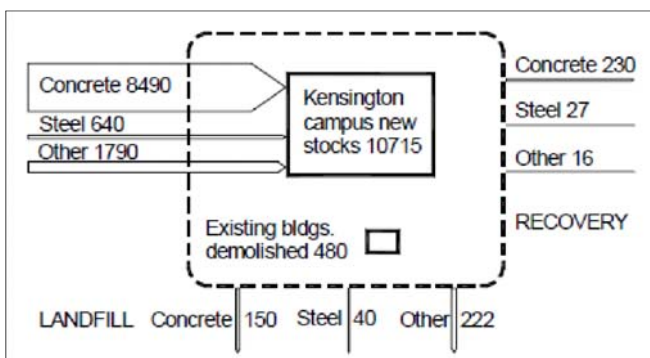 Concrete 8490
Steel 640
Other 1790
Kensington
campus new
stocks 10715
Concrete 230
Steel 27
Other 16
RECOVERY
Existing bldgs.
demolished 480
LANDFILL Concrete 150 Steel 40 Other 222